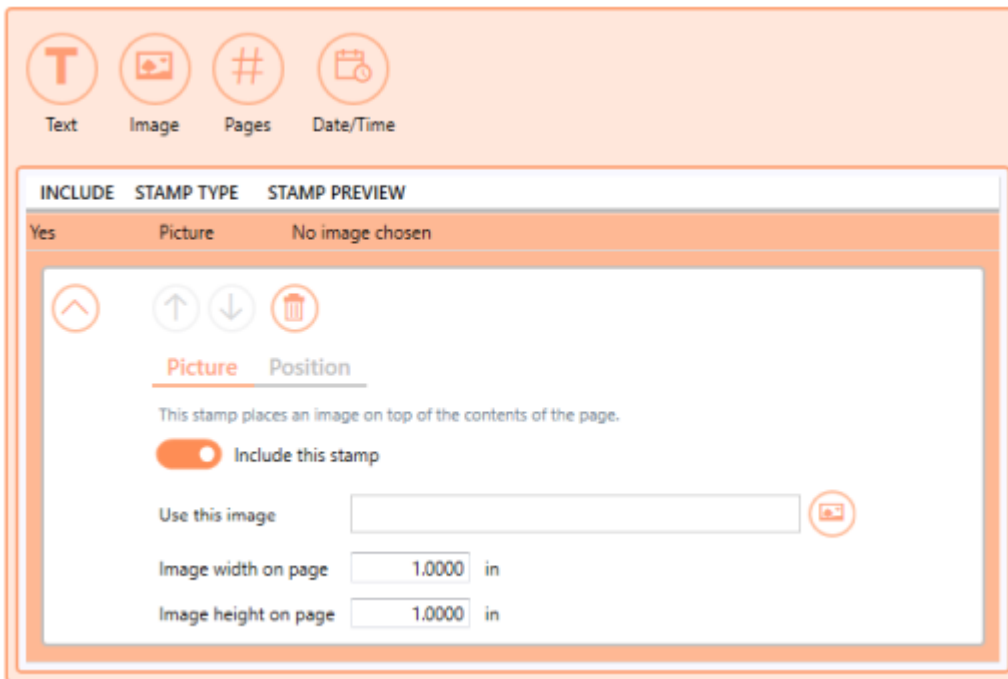 Text Image Pages Date/Time
INCLUDE STAMP TYPE STAMP PREVIEW
Yes Picture No image chosen
Picture Position
This stamp places an image on top of the contents of the page.
Include this stamp
Use this image
Image width on page 1.0000 in
Image height on page 1.0000 in